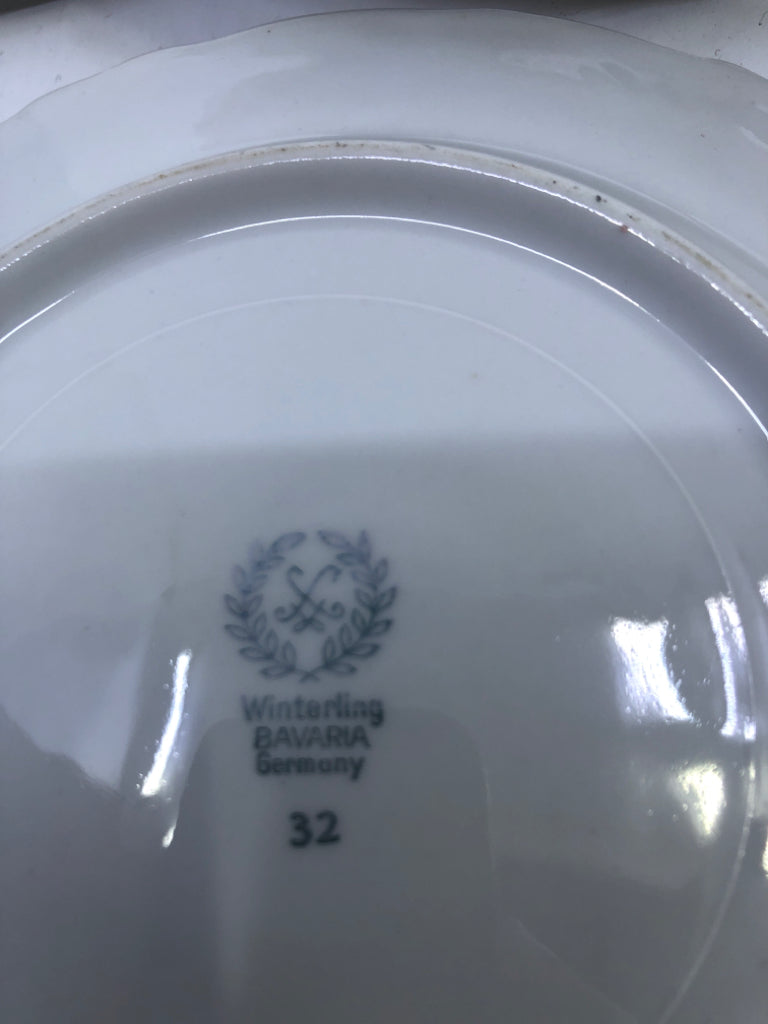 Winterling
BAVARIA
Germany
32